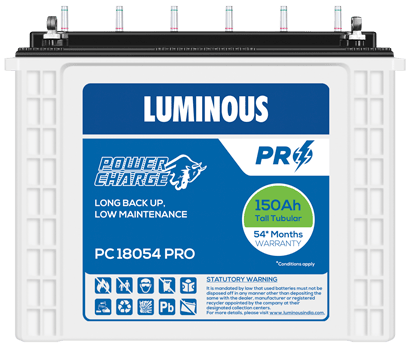 LUMINOUS
POWER
CHARGE
PRO
LONG BACK UP,
LOW MAINTENANCE
150Ah
Tall Tubular
54* Months
WARRANTY
PC 18054 PRO
*Conditions apply
STATUTORY WARNING
It is mandated by law that used batteries must not be
disposed off in any manner other than depositing the
same with the dealer, manufacturer or registered
recycler appointed by the company at their
designated collection centers.
For more details, please visit www.luminousindia.com
Pb